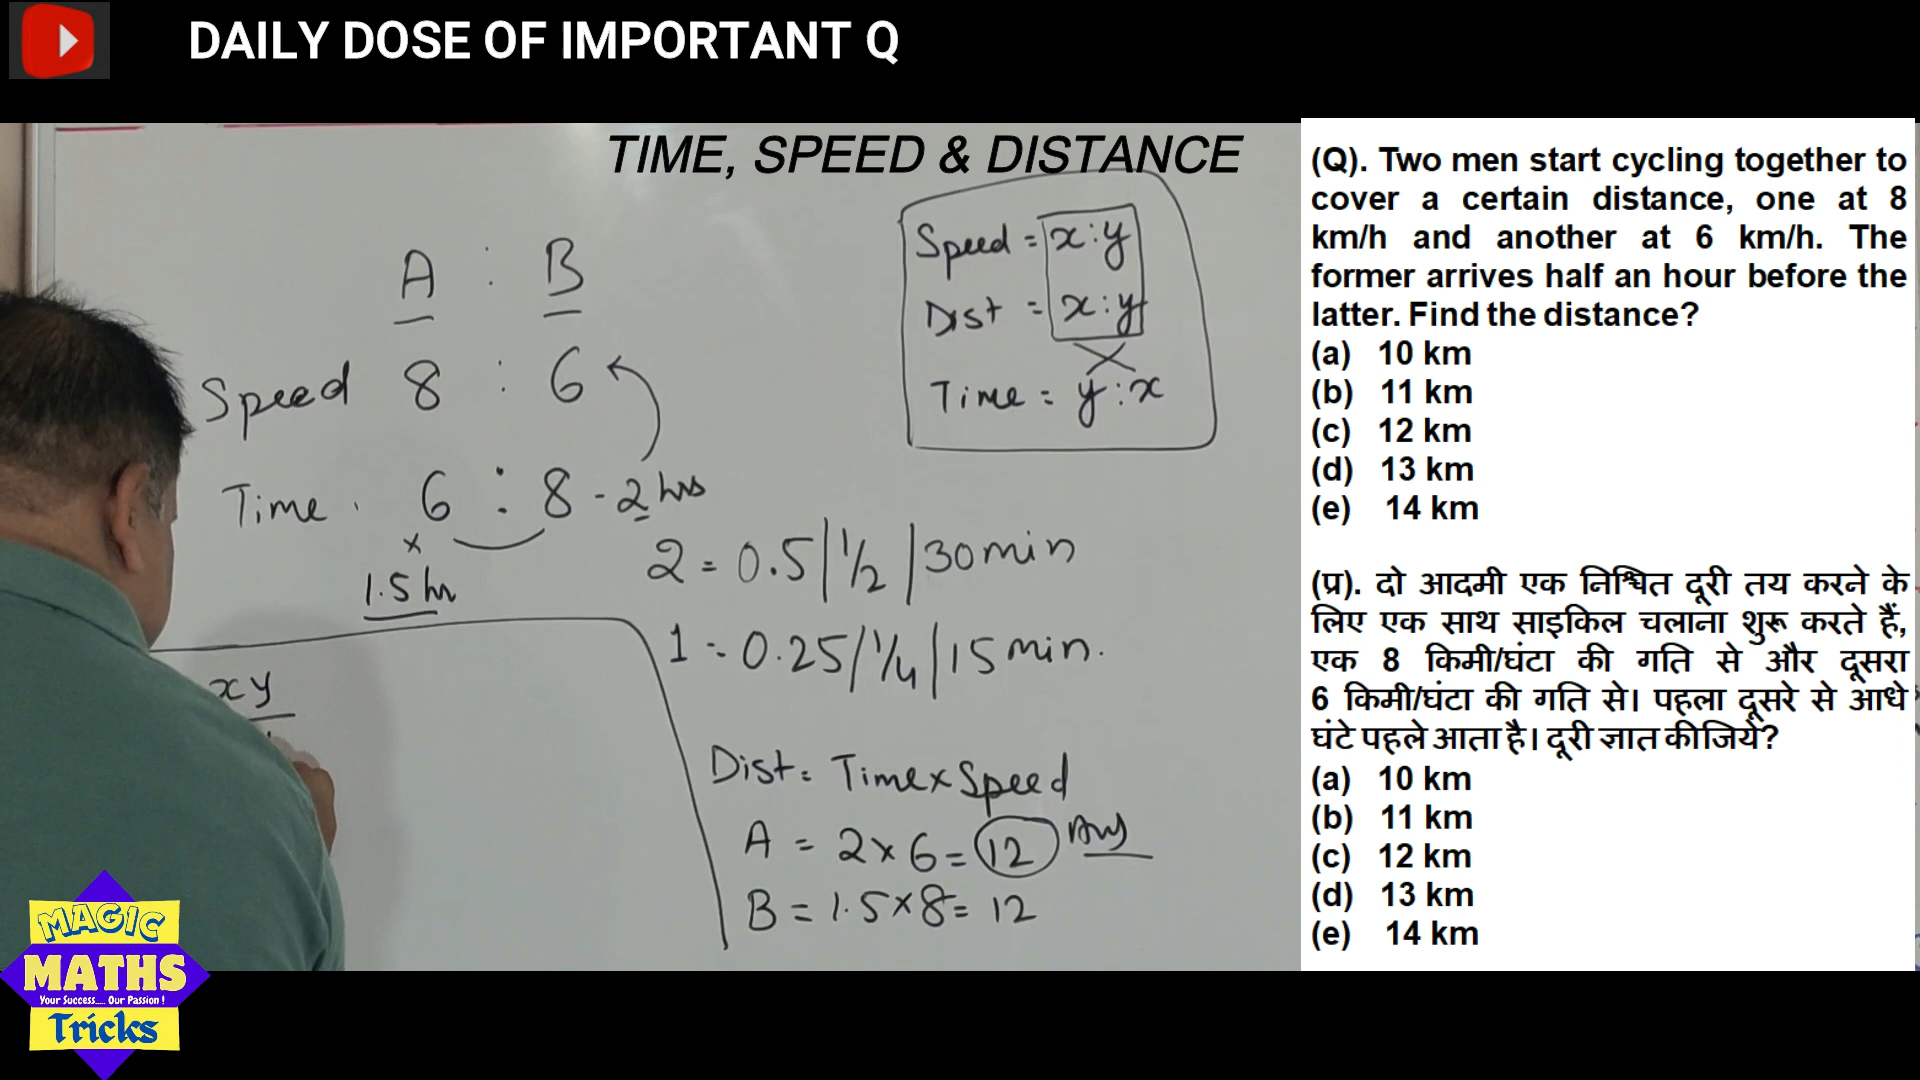 DAILY DOSE OF IMPORTANT Q
TIME, SPEED & DISTANCE
A : B
Speed 8 : 6
Time . 6 : 8 - 2 hrs
x
1.5 hr
Speed = x:y
Dist = x:y
Time = y:x
2 = 0.5 | 1/2 | 30 min
1 = 0.25 / 1/4 | 15 min.
xy
Dist = Time x Speed
A = 2 x 6 = 12 Ans
B = 1.5 x 8 = 12
(Q). Two men start cycling together to
cover a certain distance, one at 8
km/h and another at 6 km/h. The
former arrives half an hour before the
latter. Find the distance?
(a) 10 km
(b) 11 km
(c) 12 km
(d) 13 km
(e) 14 km
(प्र). दो आदमी एक निश्चित दूरी तय करने के
लिए एक साथ साइकिल चलाना शुरू करते हैं,
एक 8 किमी/घंटा की गति से और दूसरा
6 किमी/घंटा की गति से। पहला दूसरे से आधे
घंटे पहले आता है। दूरी ज्ञात कीजिये?
(a) 10 km
(b) 11 km
(c) 12 km
(d) 13 km
(e) 14 km
MAGIC
MATHS
Your Success.... Our Passion !
Tricks